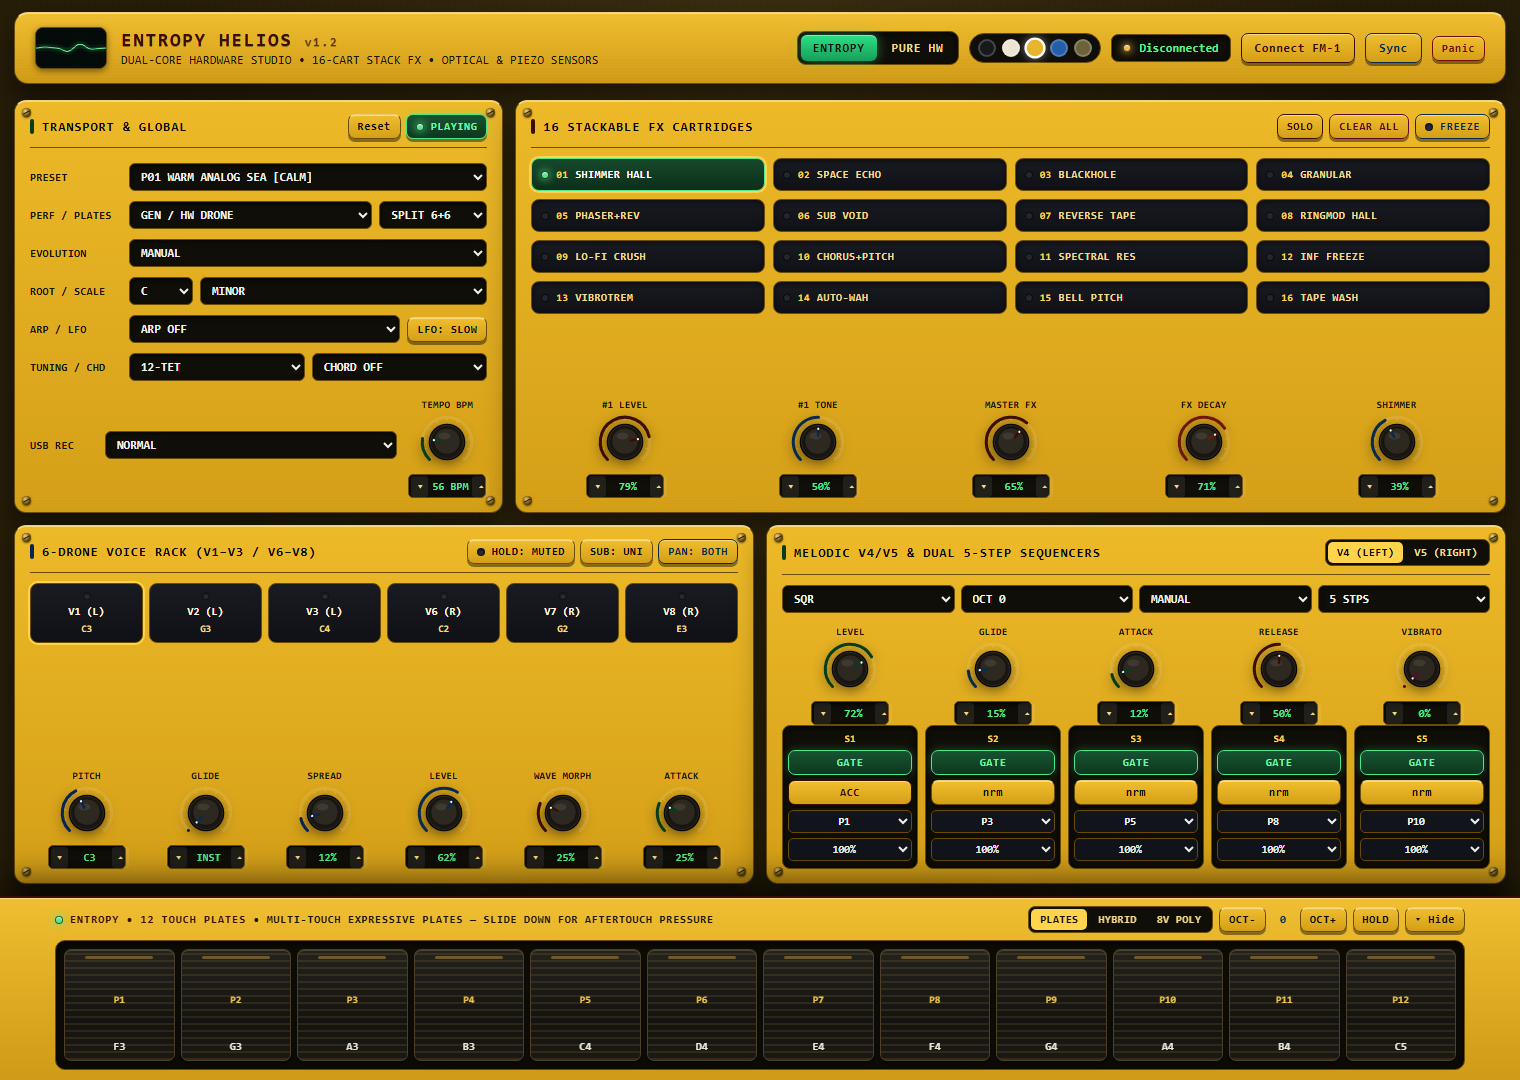 ENTROPY HELIOS v1.2
DUAL-CORE HARDWARE STUDIO • 16-CART STACK FX • OPTICAL & PIEZO SENSORS
ENTROPY PURE HW
Disconnected
Connect FM-1
Sync
Panic
TRANSPORT & GLOBAL
Reset
PLAYING
PRESET P01 WARM ANALOG SEA [CALM]
PERF / PLATES GEN / HW DRONE SPLIT 6+6
EVOLUTION MANUAL
ROOT / SCALE C MINOR
ARP / LFO ARP OFF LFO: SLOW
TUNING / CHD 12-TET CHORD OFF
TEMPO BPM
USB REC NORMAL
56 BPM
16 STACKABLE FX CARTRIDGES
SOLO CLEAR ALL FREEZE
01 SHIMMER HALL 02 SPACE ECHO 03 BLACKHOLE 04 GRANULAR
05 PHASER+REV 06 SUB VOID 07 REVERSE TAPE 08 RINGMOD HALL
09 LO-FI CRUSH 10 CHORUS+PITCH 11 SPECTRAL RES 12 INF FREEZE
13 VIBROTREM 14 AUTO-WAH 15 BELL PITCH 16 TAPE WASH
#1 LEVEL #1 TONE MASTER FX FX DECAY SHIMMER
79% 50% 65% 71% 39%
6-DRONE VOICE RACK (V1–V3 / V6–V8)
HOLD: MUTED SUB: UNI PAN: BOTH
V1 (L) V2 (L) V3 (L) V6 (R) V7 (R) V8 (R)
C3 G3 C4 C2 G2 E3
PITCH GLIDE SPREAD LEVEL WAVE MORPH ATTACK
C3 INST 12% 62% 25% 25%
MELODIC V4/V5 & DUAL 5-STEP SEQUENCERS
V4 (LEFT) V5 (RIGHT)
SQR OCT 0 MANUAL 5 STPS
LEVEL GLIDE ATTACK RELEASE VIBRATO
72% 15% 12% 50% 0%
S1 S2 S3 S4 S5
GATE GATE GATE GATE GATE
ACC nrm nrm nrm nrm
P1 P3 P5 P8 P10
100% 100% 100% 100% 100%
ENTROPY • 12 TOUCH PLATES • MULTI-TOUCH EXPRESSIVE PLATES — SLIDE DOWN FOR AFTERTOUCH PRESSURE
PLATES HYBRID 8V POLY OCT- 0 OCT+ HOLD Hide
P1 P2 P3 P4 P5 P6 P7 P8 P9 P10 P11 P12
F3 G3 A3 B3 C4 D4 E4 F4 G4 A4 B4 C5